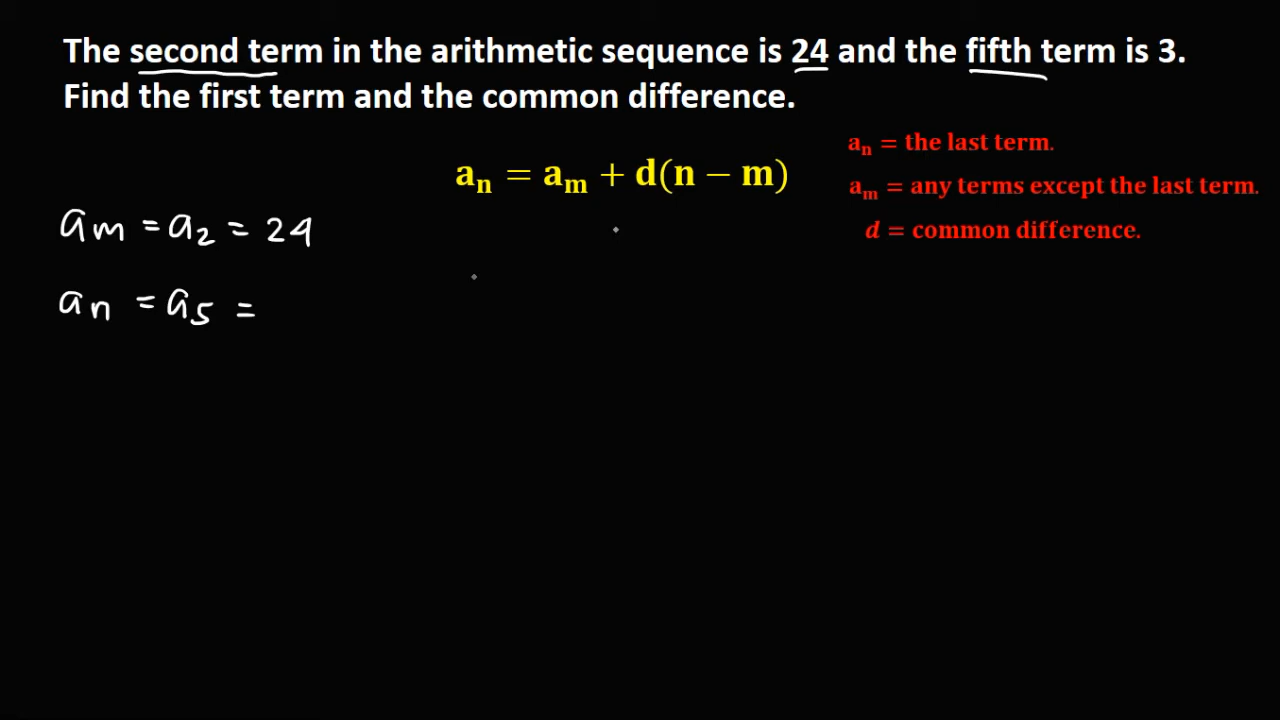 The second term in the arithmetic sequence is 24 and the fifth term is 3.
Find the first term and the common difference.
aₙ = aₘ + d(n − m)
aₙ = the last term.
aₘ = any terms except the last term.
d = common difference.
aₘ = a₂ = 24
aₙ = a₅ =